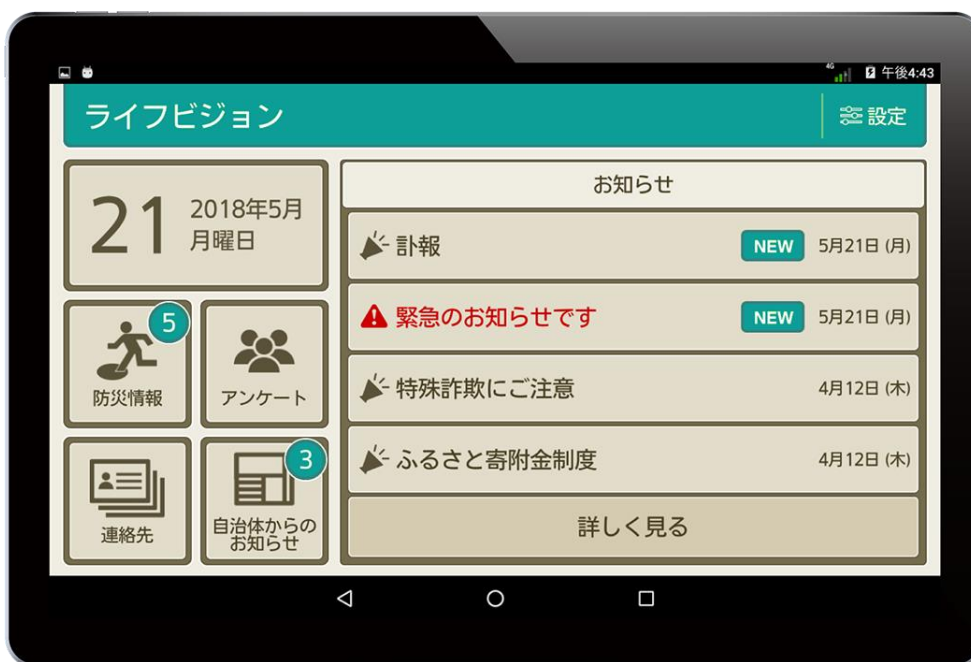 4G
午後4:43
ライフビジョン
設定
21
2018年5月
月曜日
5
防災情報
アンケート
連絡先
3
自治体からの
お知らせ
お知らせ
訃報 NEW 5月21日 (月)
緊急のお知らせです NEW 5月21日 (月)
特殊詐欺にご注意 4月12日 (木)
ふるさと寄附金制度 4月12日 (木)
詳しく見る